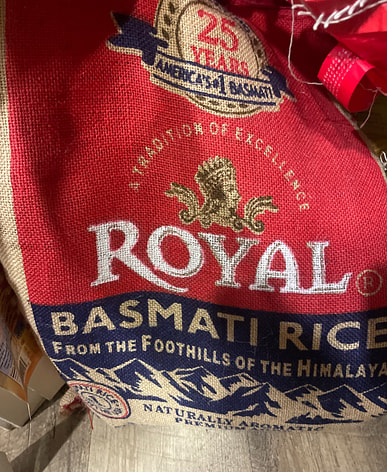 25
YEARS
AMERICA'S #1 BASMATI
A TRADITION OF EXCELLENCE
ROYAL®
BASMATI RICE
FROM THE FOOTHILLS OF THE HIMALAYA
NATURALLY AROMATIC
PREMIUM